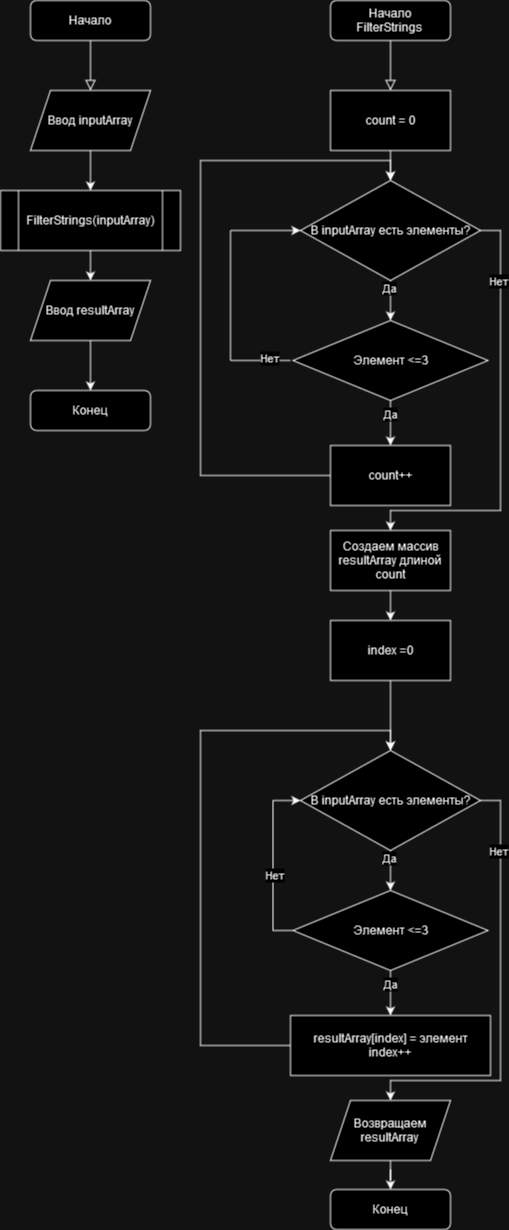 Начало
Ввод inputArray
FilterStrings(inputArray)
Ввод resultArray
Конец
Начало
FilterStrings
count = 0
В inputArray есть элементы?
Нет
Да
Элемент <=3
Нет
Да
count++
Создаем массив
resultArray длиной
count
index =0
В inputArray есть элементы?
Нет
Да
Нет
Элемент <=3
Да
resultArray[index] = элемент
index++
Возвращаем
resultArray
Конец